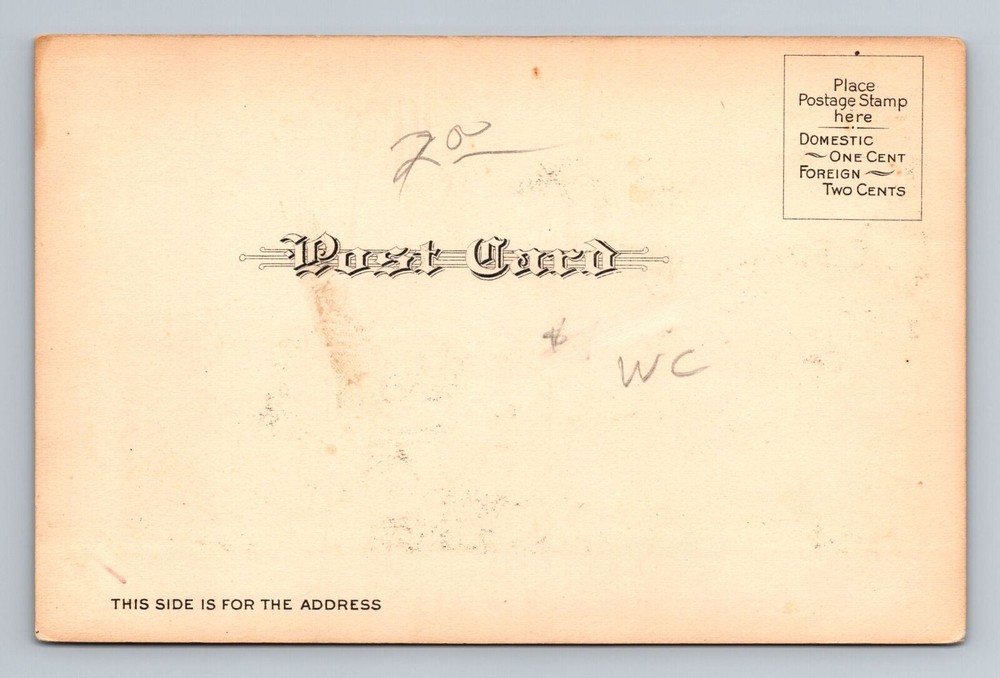 Place
Postage Stamp
here
DOMESTIC
ONE CENT
FOREIGN
TWO CENTS
Post Card
WC
THIS SIDE IS FOR THE ADDRESS